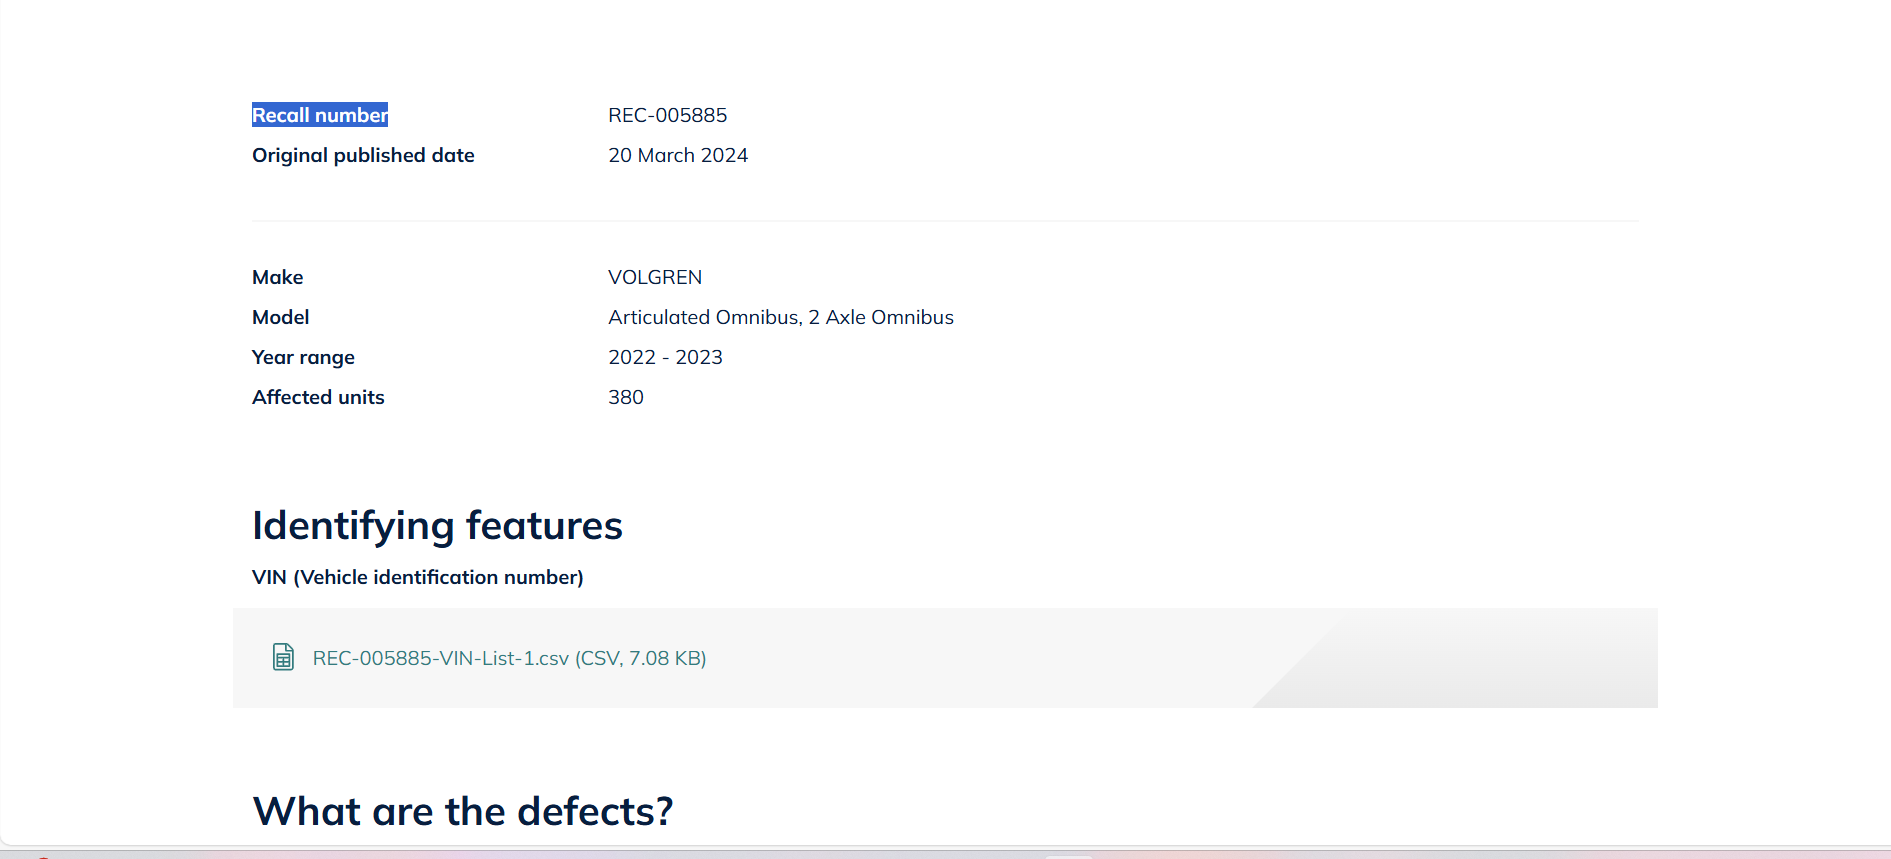 Recall number REC-005885
Original published date 20 March 2024
Make VOLGREN
Model Articulated Omnibus, 2 Axle Omnibus
Year range 2022 - 2023
Affected units 380
Identifying features
VIN (Vehicle identification number)
REC-005885-VIN-List-1.csv (CSV, 7.08 KB)
What are the defects?